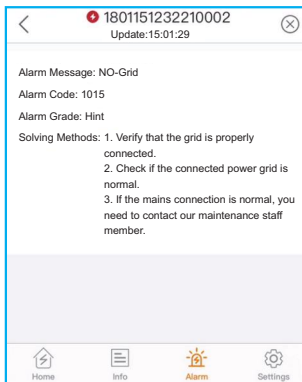 1801151232210002
Update:15:01:29
Alarm Message: NO-Grid
Alarm Code: 1015
Alarm Grade: Hint
Solving Methods: 1. Verify that the grid is properly
connected.
2. Check if the connected power grid is
normal.
3. If the mains connection is normal, you
need to contact our maintenance staff
member.
Home Info Alarm Settings